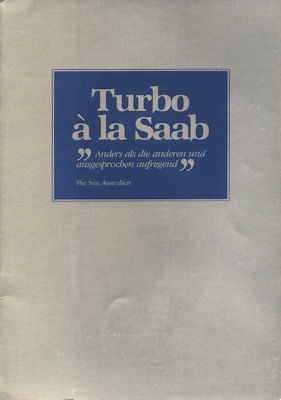 Turbo
à la Saab
”Anders als die anderen und
ausgesprochen aufregend”
The Sun, Australien